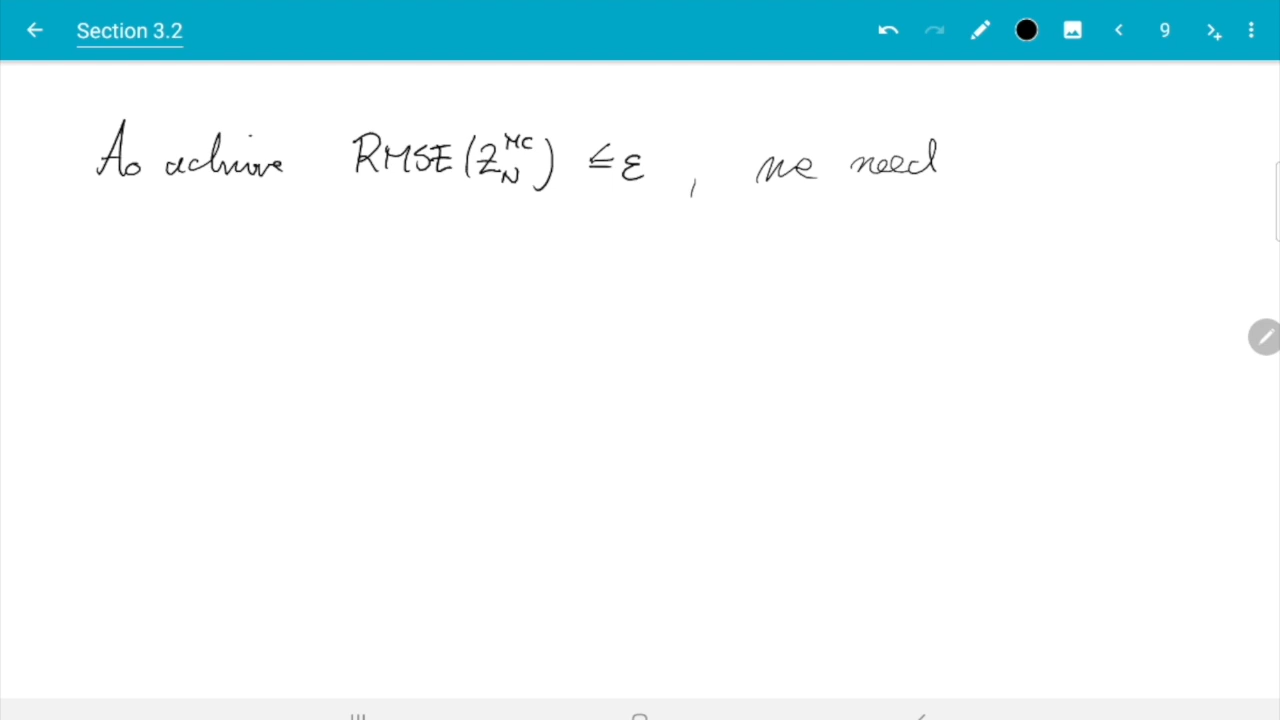 Section 3.2
9
To achieve RMSE(Z_N^{MC}) ≤ ε, we need